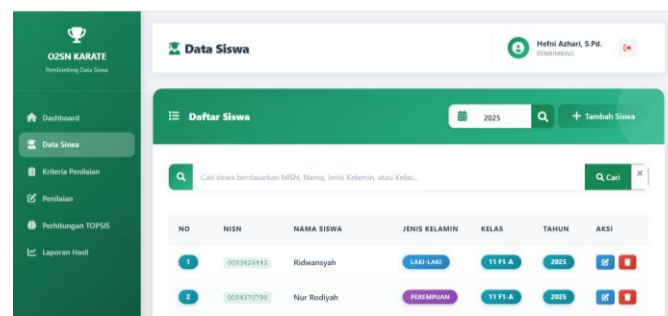 O2SN KARATE
Pembimbing Data Siswa
Dashboard
Data Siswa
Kriteria Penilaian
Penilaian
Perhitungan TOPSIS
Laporan Hasil
Data Siswa
Hefni Azhari, S.Pd.
PEMBIMBING
Daftar Siswa
2025
+ Tambah Siswa
Cari siswa berdasarkan NISN, Nama, Jenis Kelamin, atau Kelas...
Cari
×
NO NISN NAMA SISWA JENIS KELAMIN KELAS TAHUN AKSI
1 0083426443 Ridwansyah LAKI-LAKI 11 F1-A 2025
2 0084370790 Nur Rodiyah PEREMPUAN 11 F1-A 2025